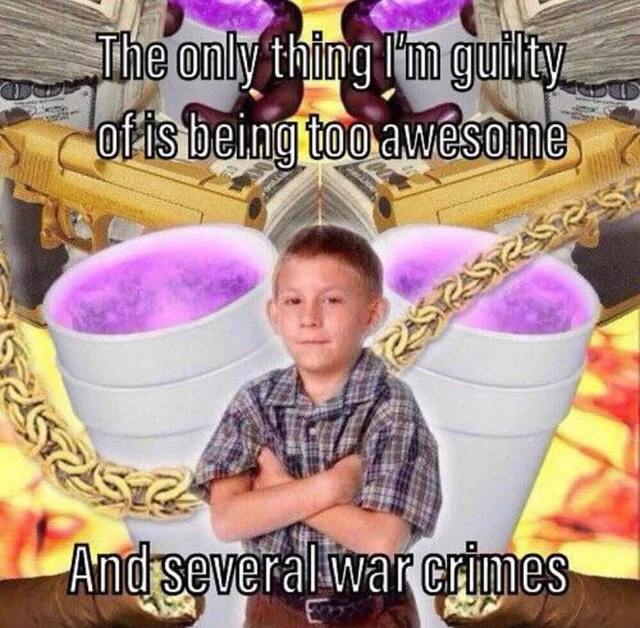 The only thing I'm guilty
of is being too awesome
And several war crimes